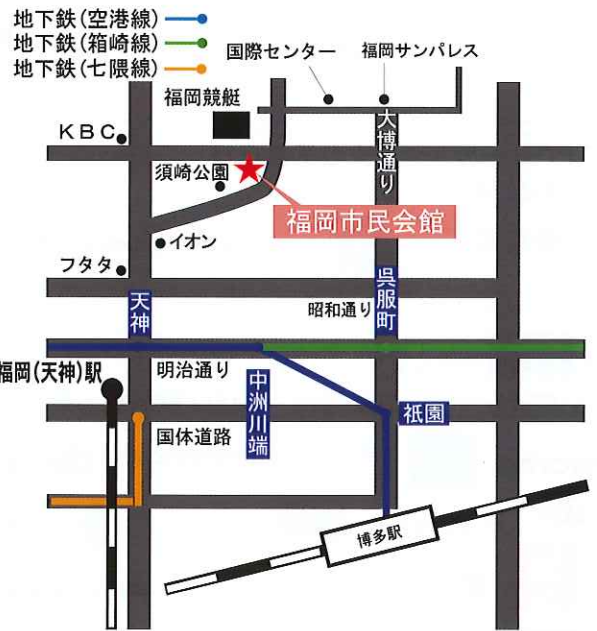 地下鉄(空港線)
地下鉄(箱崎線)
地下鉄(七隈線)
国際センター
福岡サンパレス
福岡競艇
KBC
大博通り
須崎公園
福岡市民会館
イオン
フタタ
天神
昭和通り
呉服町
福岡(天神)駅
明治通り
中洲川端
祇園
国体道路
博多駅